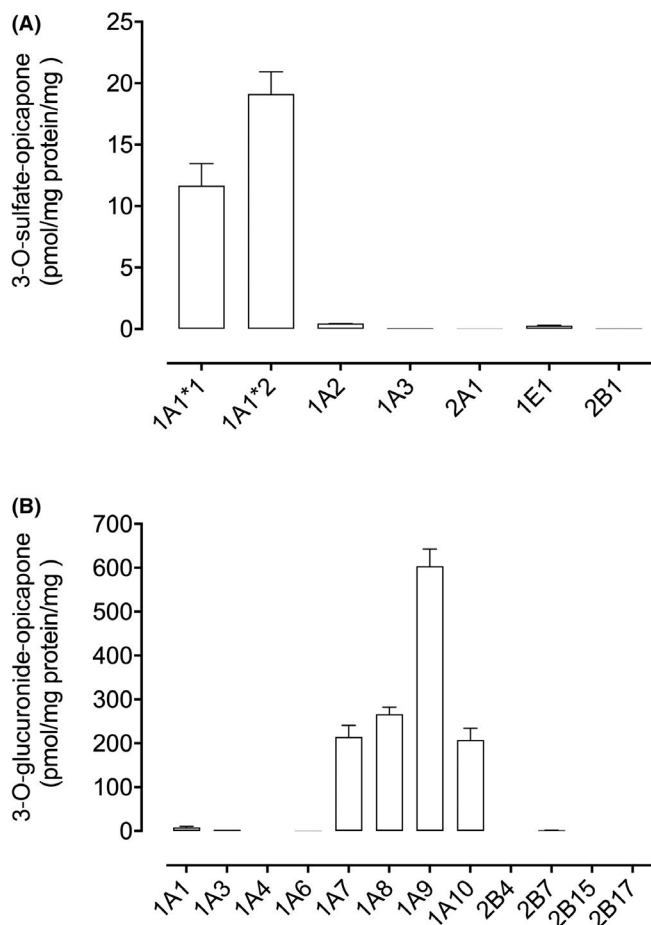 (A)
3-O-sulfate-opicapone
(pmol/mg protein/mg )
25
20
15
10
5
0
1A1*1
1A1*2
1A2
1A3
2A1
1E1
2B1
(B)
3-O-glucuronide-opicapone
(pmol/mg protein/mg )
700
600
500
400
300
200
100
0
1A1
1A3
1A4
1A6
1A7
1A8
1A9
1A10
2B4
2B7
2B15
2B17